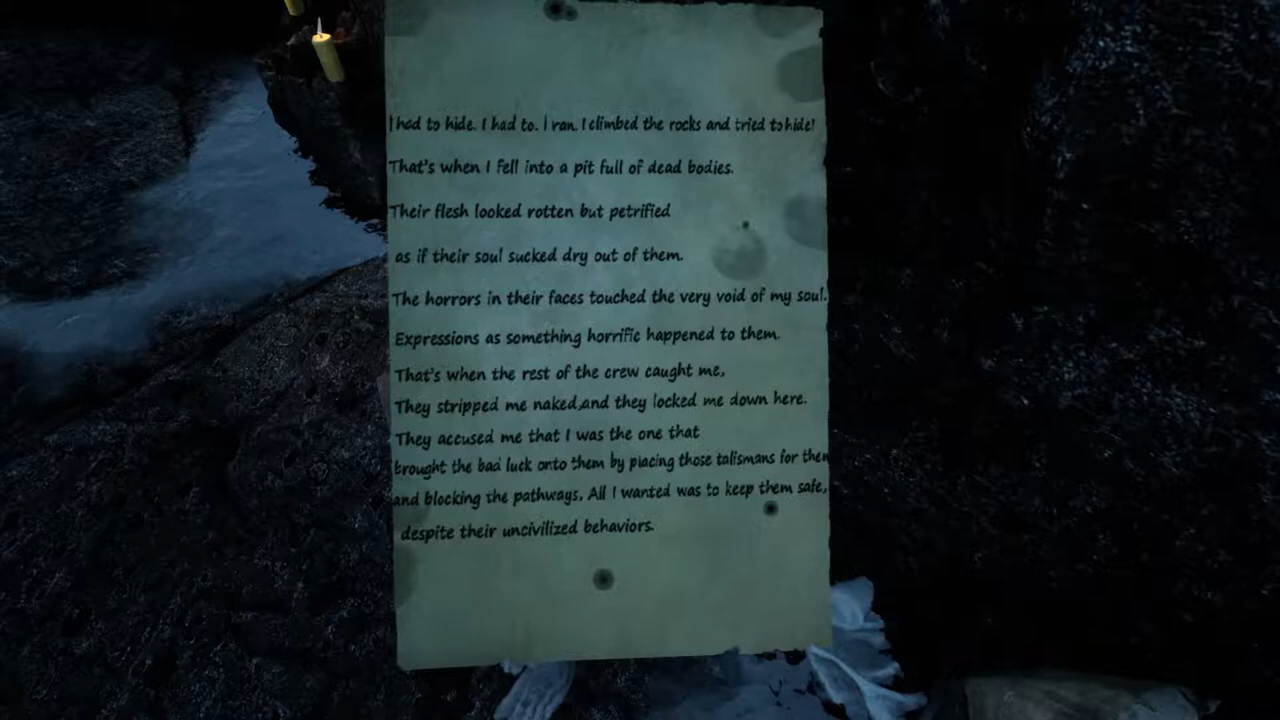 I had to hide. I had to. I ran. I climbed the rocks and tried to hide!
That's when I fell into a pit full of dead bodies.
Their flesh looked rotten but petrified
as if their soul sucked dry out of them.
The horrors in their faces touched the very void of my soul.
Expressions as something horrific happened to them.
That's when the rest of the crew caught me,
They stripped me naked,and they locked me down here.
They accused me that I was the one that
brought the bad luck onto them by placing those talismans for them
and blocking the pathways, All I wanted was to keep them safe,
despite their uncivilized behaviors.